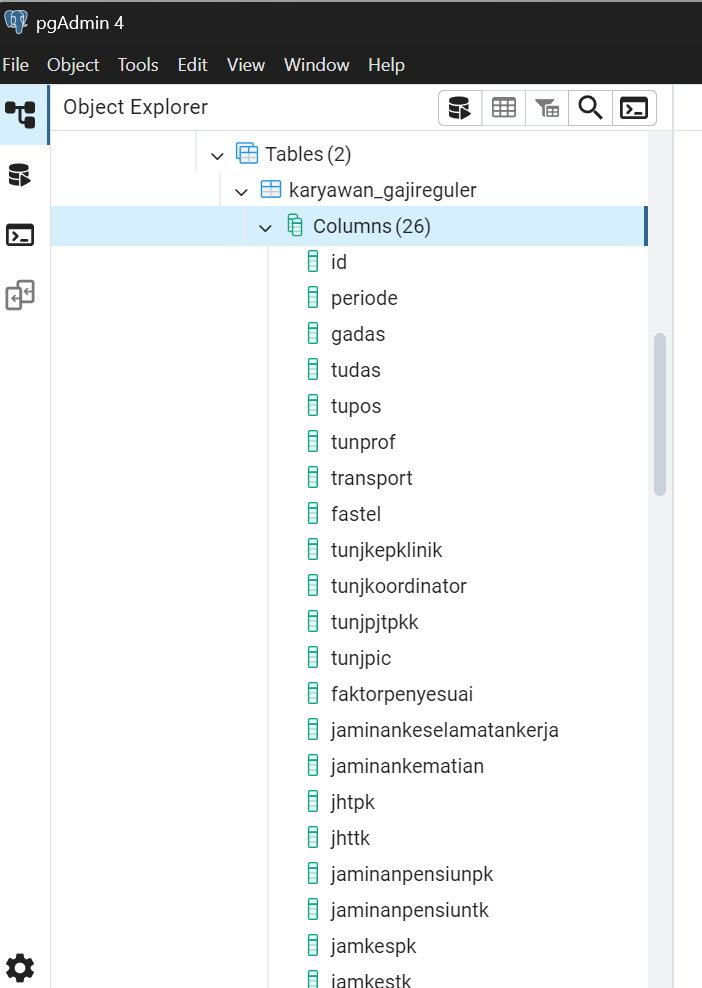 pgAdmin 4
File Object Tools Edit View Window Help
Object Explorer
Tables (2)
karyawan_gajireguler
Columns (26)
id
periode
gadas
tudas
tupos
tunprof
transport
fastel
tunjkepklinik
tunjkoordinator
tunjpjtpkk
tunjpic
faktorpenyesuai
jaminankeselamatankerja
jaminankematian
jhtpk
jhttk
jaminanpensiunpk
jaminanpensiuntk
jamkespk
jamkestk